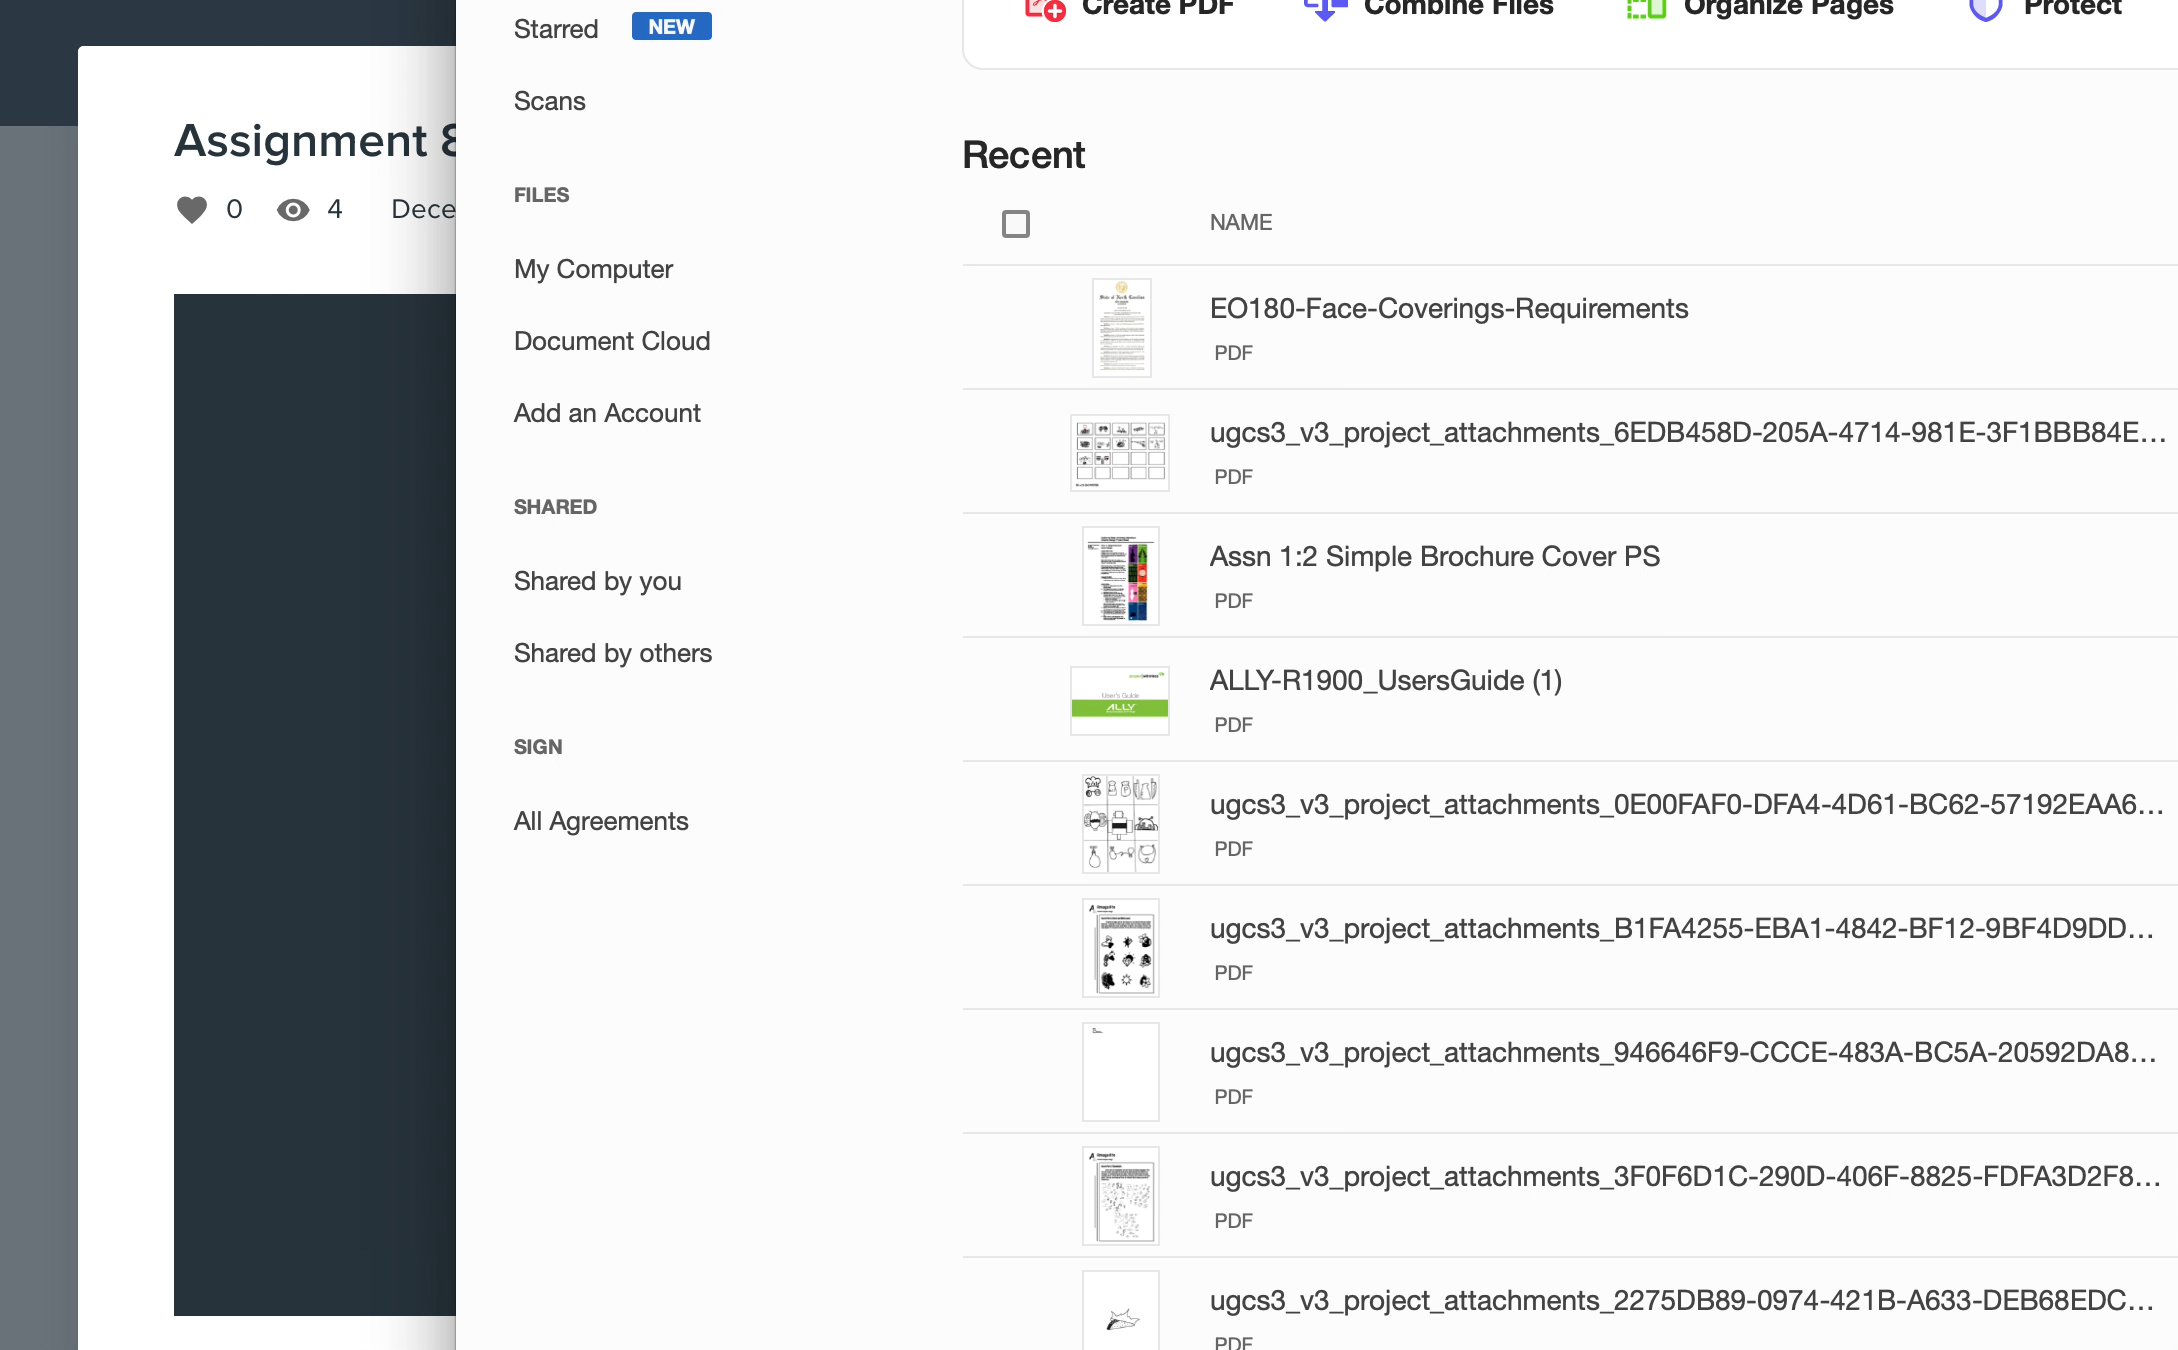 Assignment 8
0 4 Dece
Starred NEW
Scans
FILES
My Computer
Document Cloud
Add an Account
SHARED
Shared by you
Shared by others
SIGN
All Agreements
Create PDF Combine Files Organize Pages Protect
Recent
NAME
EO180-Face-Coverings-Requirements
PDF
ugcs3_v3_project_attachments_6EDB458D-205A-4714-981E-3F1BBB84E...
PDF
Assn 1:2 Simple Brochure Cover PS
PDF
User's Guide
ALLY
ALLY-R1900_UsersGuide (1)
PDF
ugcs3_v3_project_attachments_0E00FAF0-DFA4-4D61-BC62-57192EAA6...
PDF
ugcs3_v3_project_attachments_B1FA4255-EBA1-4842-BF12-9BF4D9DD...
PDF
ugcs3_v3_project_attachments_946646F9-CCCE-483A-BC5A-20592DA8...
PDF
ugcs3_v3_project_attachments_3F0F6D1C-290D-406F-8825-FDFA3D2F8...
PDF
ugcs3_v3_project_attachments_2275DB89-0974-421B-A633-DEB68EDC...
PDF